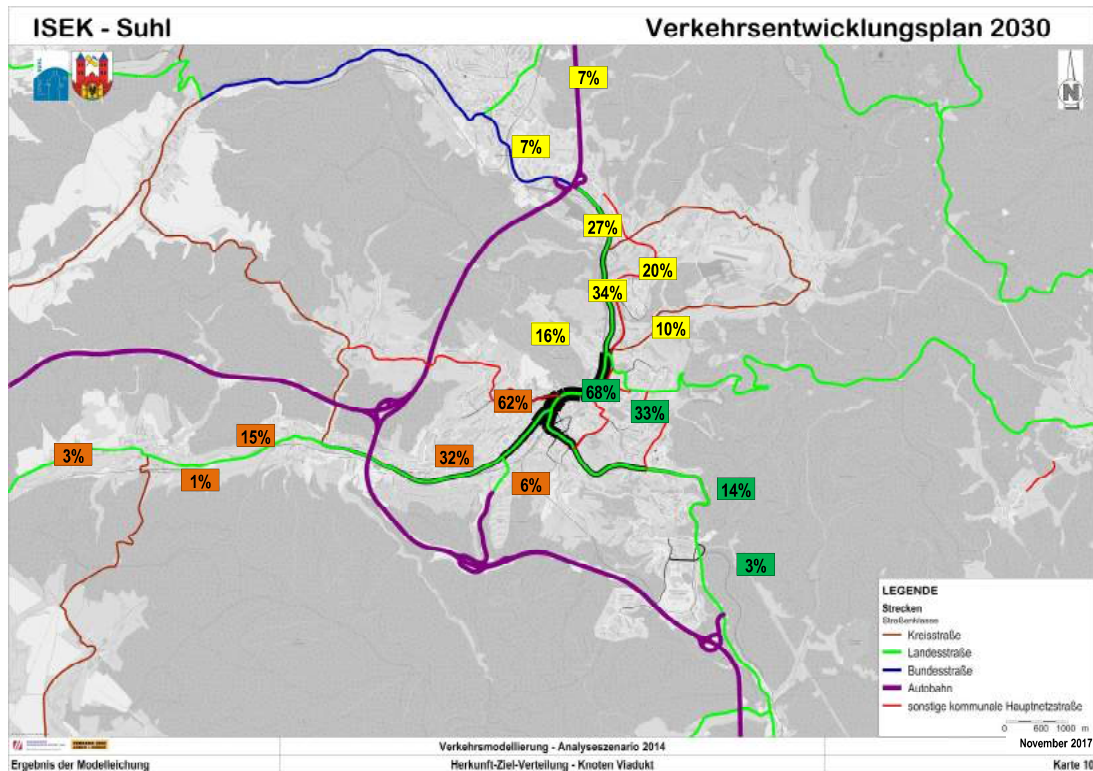 ISEK - Suhl
Verkehrsentwicklungsplan 2030
SUHL
N
7%
7%
27%
20%
34%
10%
16%
68%
62%
33%
15%
3%
32%
1%
6%
14%
3%
LEGENDE
Strecken
Straßenklasse
Kreisstraße
Landesstraße
Bundesstraße
Autobahn
sonstige kommunale Hauptnetzstraße
0 600 1000 m
November 2017
Verkehrsmodellierung - Analyseszenario 2014
Ergebnis der Modelleichung
Herkunft-Ziel-Verteilung - Knoten Viadukt
Karte 10